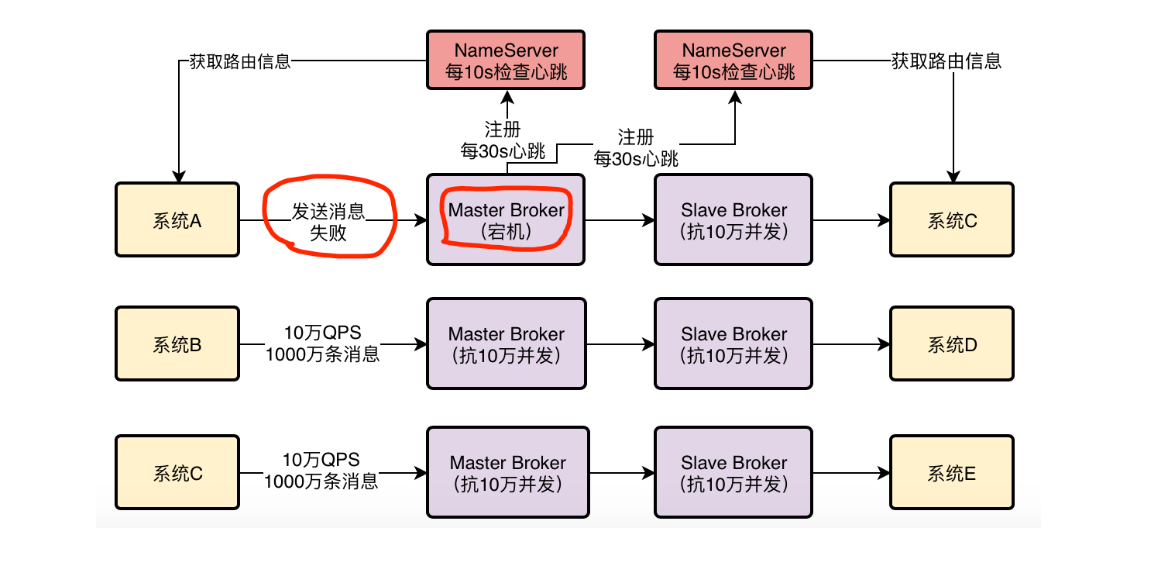 NameServer
每10s检查心跳
NameServer
每10s检查心跳
获取路由信息
获取路由信息
注册
每30s心跳
注册
每30s心跳
系统A
发送消息
失败
Master Broker
（宕机）
Slave Broker
（抗10万并发）
系统C
系统B
10万QPS
1000万条消息
Master Broker
（抗10万并发）
Slave Broker
（抗10万并发）
系统D
系统C
10万QPS
1000万条消息
Master Broker
（抗10万并发）
Slave Broker
（抗10万并发）
系统E